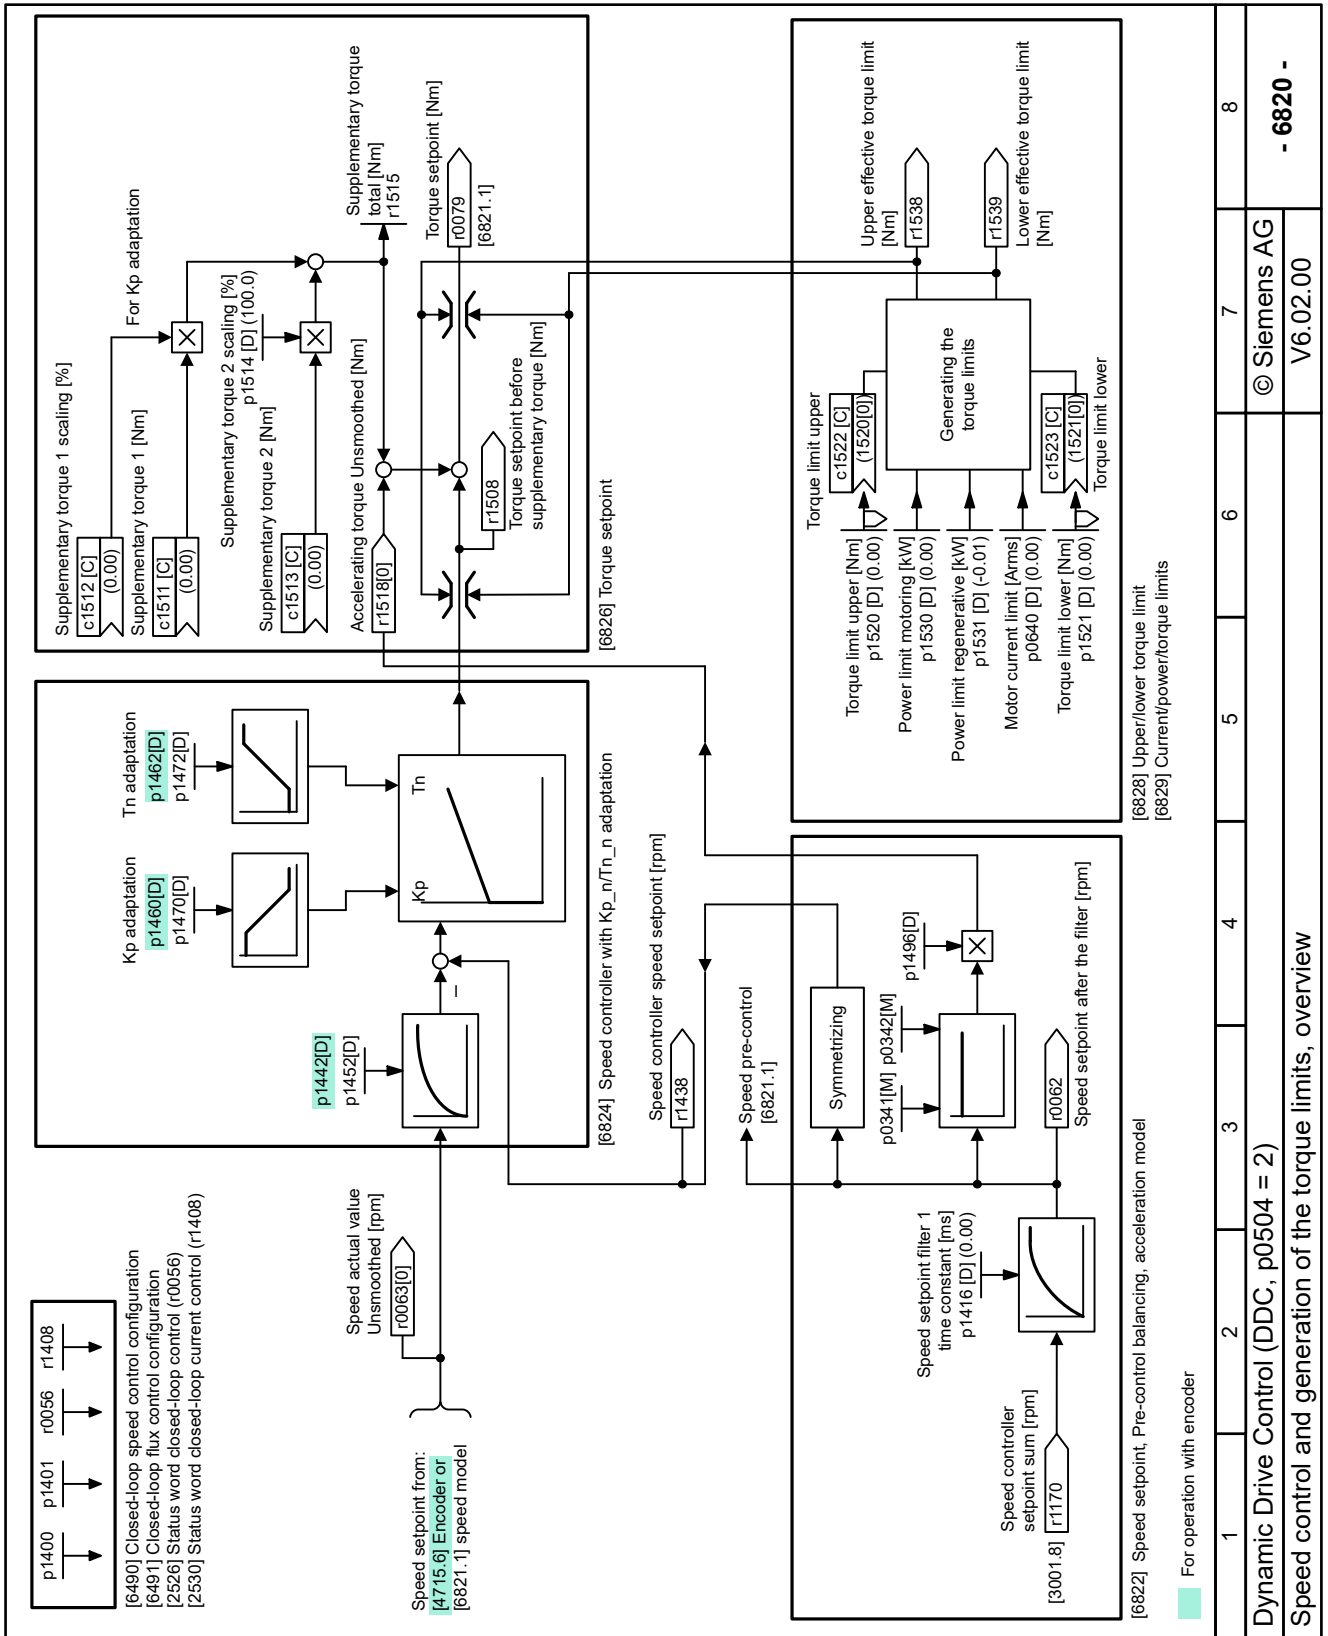 p1400
p1401
r0056
r1408
[6490] Closed-loop speed control configuration
[6491] Closed-loop flux control configuration
[2526] Status word closed-loop control (r0056)
[2530] Status word closed-loop current control (r1408)
Speed setpoint from:
[4715.6] Encoder or
[6821.1] speed model
Speed actual value
Unsmoothed [rpm]
r0063[0]
p1442[D]
p1452[D]
–
Kp adaptation
p1460[D]
p1470[D]
Tn adaptation
p1462[D]
p1472[D]
Kp
Tn
[6824] Speed controller with Kp_n/Tn_n adaptation
Supplementary torque 1 scaling [%]
c1512 [C]
(0.00)
Supplementary torque 1 [Nm]
c1511 [C]
(0.00)
For Kp adaptation
Supplementary torque 2 scaling [%]
p1514 [D] (100.0)
Supplementary torque 2 [Nm]
c1513 [C]
(0.00)
Supplementary torque
total [Nm]
r1515
Accelerating torque Unsmoothed [Nm]
r1518[0]
Torque setpoint [Nm]
r0079
[6821.1]
r1508
Torque setpoint before
supplementary torque [Nm]
[6826] Torque setpoint
Speed controller speed setpoint [rpm]
r1438
Speed pre-control
[6821.1]
Symmetrizing
p0341[M]
p0342[M]
p1496[D]
r0062
Speed setpoint after the filter [rpm]
Speed setpoint filter 1
time constant [ms]
p1416 [D] (0.00)
Speed controller
setpoint sum [rpm]
[3001.8]
r1170
[6822] Speed setpoint, Pre-control balancing, acceleration model
Torque limit upper
c1522 [C]
(1520[0])
Torque limit upper [Nm]
p1520 [D] (0.00)
Power limit motoring [kW]
p1530 [D] (0.00)
Power limit regenerative [kW]
p1531 [D] (-0.01)
Motor current limit [Arms]
p0640 [D] (0.00)
Torque limit lower [Nm]
p1521 [D] (0.00)
c1523 [C]
(1521[0])
Torque limit lower
Generating the
torque limits
Upper effective torque limit
[Nm]
r1538
r1539
Lower effective torque limit
[Nm]
[6828] Upper/lower torque limit
[6829] Current/power/torque limits
For operation with encoder
1
2
3
4
5
6
7
8
Dynamic Drive Control (DDC, p0504 = 2)
Speed control and generation of the torque limits, overview
© Siemens AG
V6.02.00
- 6820 -